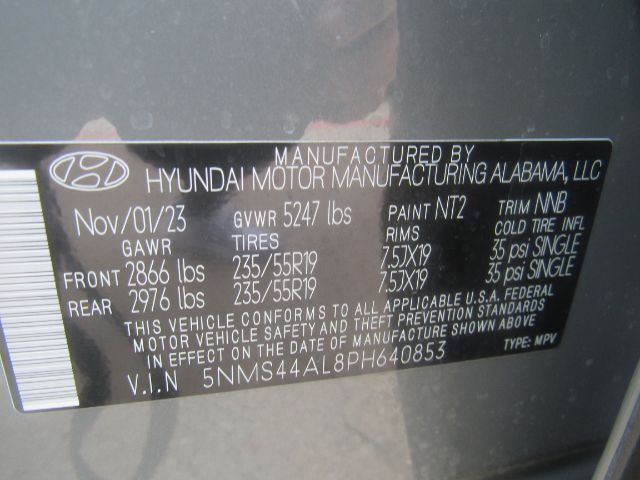 MANUFACTURED BY
HYUNDAI MOTOR MANUFACTURING ALABAMA, LLC
Nov/01/23 GVWR 5247 lbs PAINT NT2 TRIM NNB
GAWR TIRES RIMS COLD TIRE INFL
FRONT 2866 lbs 235/55R19 7.5JX19 35 psi SINGLE
REAR 2976 lbs 235/55R19 7.5JX19 35 psi SINGLE
THIS VEHICLE CONFORMS TO ALL APPLICABLE U.S.A. FEDERAL
MOTOR VEHICLE SAFETY AND THEFT PREVENTION STANDARDS
IN EFFECT ON THE DATE OF MANUFACTURE SHOWN ABOVE
V.I.N 5NMS44AL8PH640853 TYPE: MPV